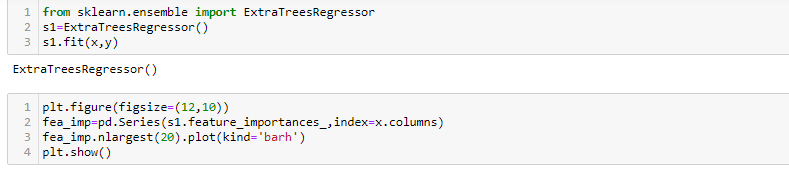 1 from sklearn.ensemble import ExtraTreesRegressor
2 s1=ExtraTreesRegressor()
3 s1.fit(x,y)
ExtraTreesRegressor()
1 plt.figure(figsize=(12,10))
2 fea_imp=pd.Series(s1.feature_importances_,index=x.columns)
3 fea_imp.nlargest(20).plot(kind='barh')
4 plt.show()